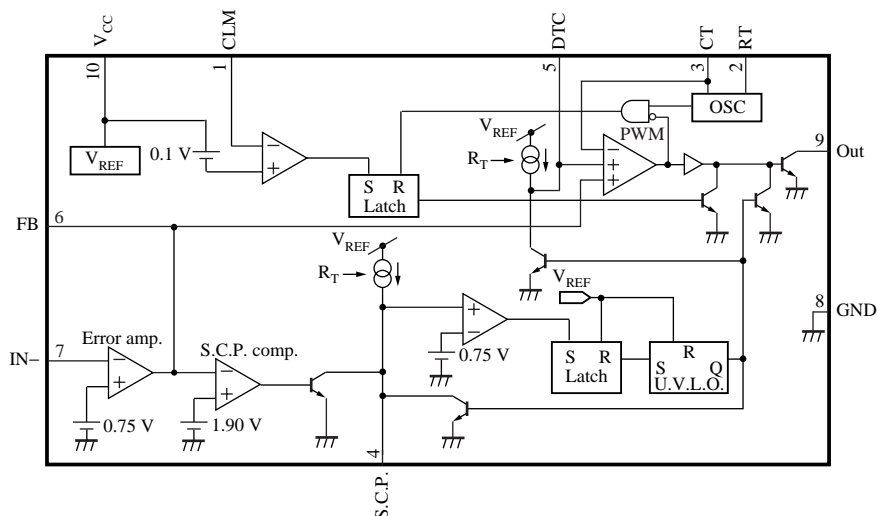 VCC
CLM
DTC
CT
RT
10
1
5
3
2
OSC
PWM
VREF
0.1 V
VREF
RT
9
Out
S R
Latch
FB
6
VREF
RT
VREF
8
GND
IN−
7
Error amp.
S.C.P. comp.
0.75 V
S R
Latch
R
S Q
U.V.L.O.
0.75 V
1.90 V
4
S.C.P.